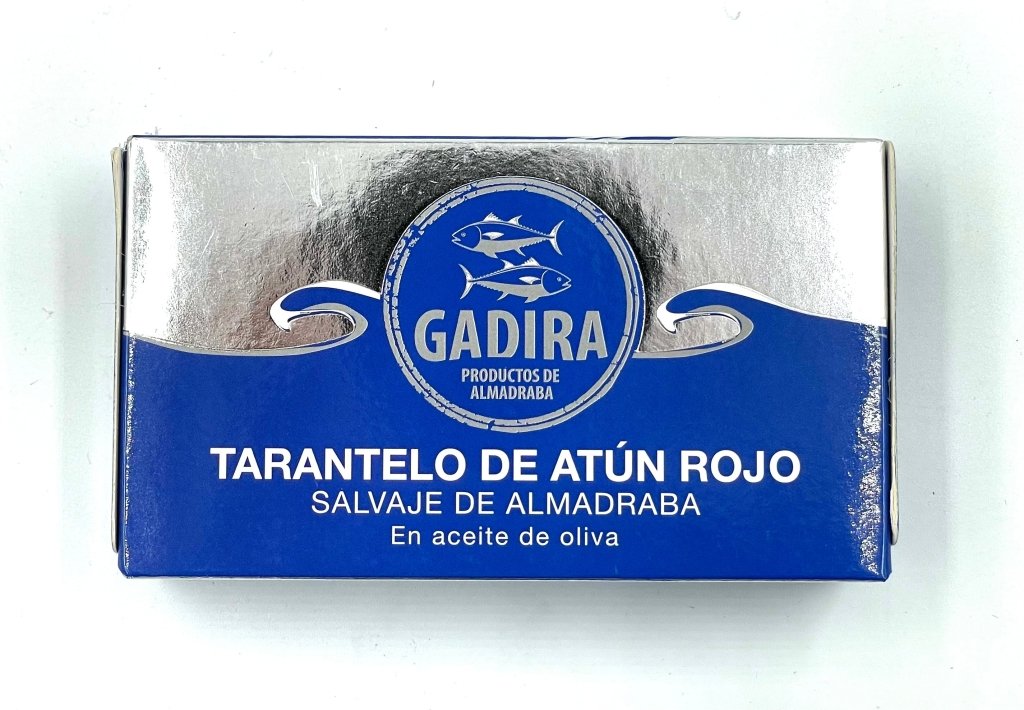 GADIRA
PRODUCTOS DE
ALMADRABA
TARANTELO DE ATÚN ROJO
SALVAJE DE ALMADRABA
En aceite de oliva